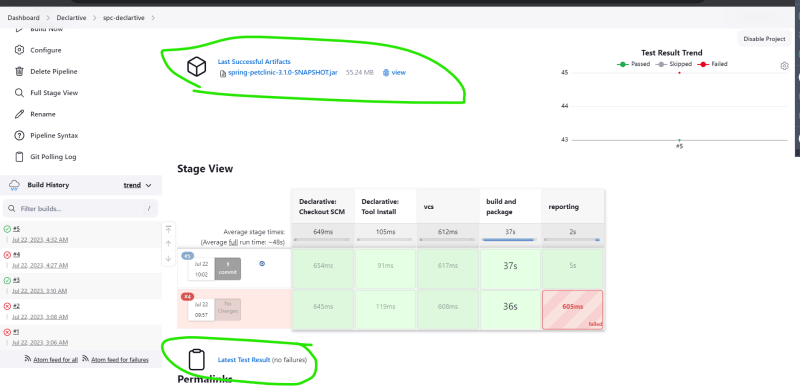 Dashboard > Declartive > spc-declartive >
Build Now
Configure
Delete Pipeline
Full Stage View
Rename
Pipeline Syntax
Git Polling Log
Build History trend
Filter builds... /
#5
Jul 22, 2023, 4:32 AM
#4
Jul 22, 2023, 4:27 AM
#3
Jul 22, 2023, 3:10 AM
#2
Jul 22, 2023, 3:08 AM
#1
Jul 22, 2023, 3:06 AM
Atom feed for all Atom feed for failures
Disable Project
Last Successful Artifacts
spring-petclinic-3.1.0-SNAPSHOT.jar 55.24 MB view
Test Result Trend
Passed Skipped Failed
45
44
43
#5
Stage View
Declarative: Checkout SCM
Declarative: Tool Install
vcs
build and package
reporting
Average stage times: 649ms 105ms 612ms 37s 2s
(Average full run time: ~48s)
#5
Jul 22 10:02
1 commit
654ms 91ms 617ms 37s 5s
#4
Jul 22 09:57
No Changes
645ms 119ms 608ms 36s 605ms
failed
Latest Test Result (no failures)
Permalinks